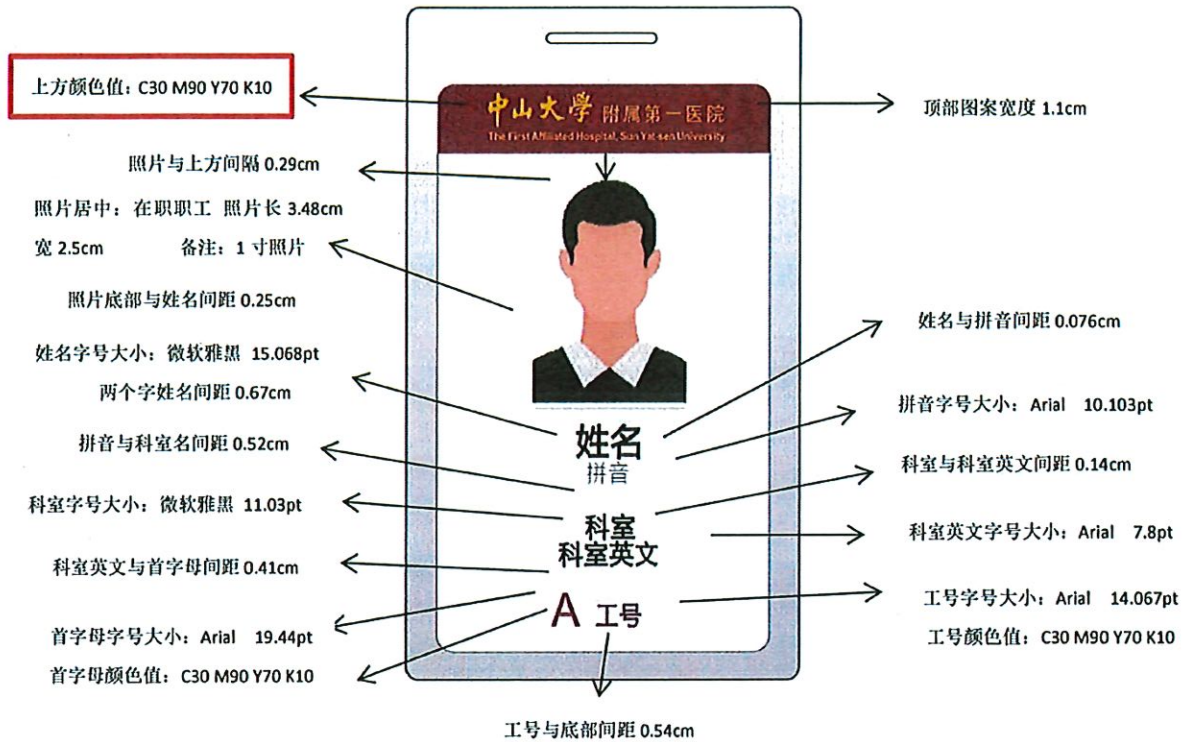 上方颜色值：C30 M90 Y70 K10
中山大學 附属第一医院
The First Affiliated Hospital, Sun Yat-sen University
顶部图案宽度 1.1cm
照片与上方间隔 0.29cm
照片居中：在职职工 照片长 3.48cm
宽 2.5cm 备注：1 寸照片
照片底部与姓名间距 0.25cm
姓名与拼音间距 0.076cm
姓名字号大小：微软雅黑 15.068pt
两个字姓名间距 0.67cm
拼音字号大小：Arial 10.103pt
姓名
拼音
拼音与科室名间距 0.52cm
科室与科室英文间距 0.14cm
科室字号大小：微软雅黑 11.03pt
科室
科室英文
科室英文字号大小：Arial 7.8pt
科室英文与首字母间距 0.41cm
A 工号
工号字号大小：Arial 14.067pt
工号颜色值：C30 M90 Y70 K10
首字母字号大小：Arial 19.44pt
首字母颜色值：C30 M90 Y70 K10
工号与底部间距 0.54cm